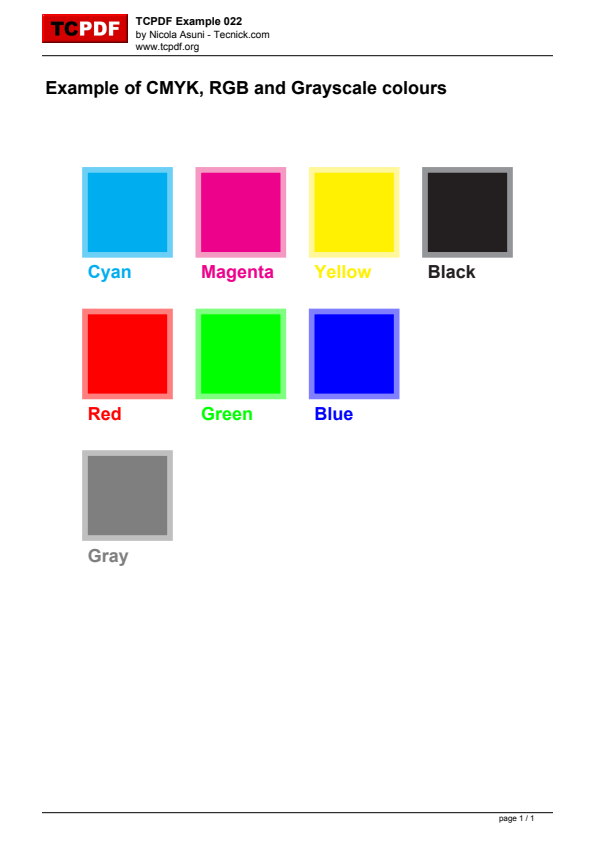 TCPDF
TCPDF Example 022
by Nicola Asuni - Tecnick.com
www.tcpdf.org
Example of CMYK, RGB and Grayscale colours
Cyan Magenta Yellow Black
Red Green Blue
Gray
page 1 / 1